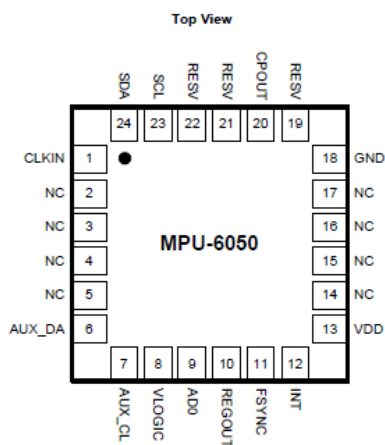 Top View
SDA SCL RESV RESV CPOUT RESV
24 23 22 21 20 19
CLKIN 1 18 GND
NC 2 17 NC
NC 3 16 NC
MPU-6050
NC 4 15 NC
NC 5 14 NC
AUX_DA 6 13 VDD
7 8 9 10 11 12
AUX_CL VLOGIC AD0 REGOUT FSYNC INT